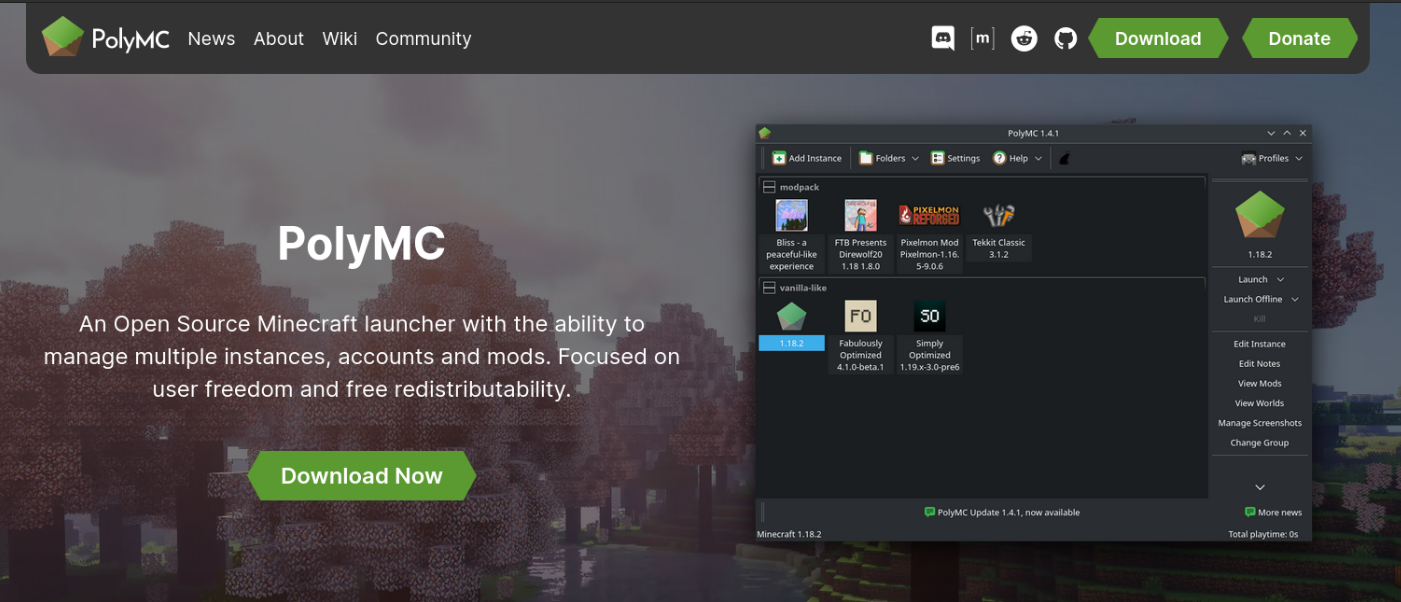 PolyMC News About Wiki Community [m] Download Donate
PolyMC
An Open Source Minecraft launcher with the ability to
manage multiple instances, accounts and mods. Focused on
user freedom and free redistributability.
Download Now
PolyMC 1.4.1
Add Instance Folders Settings Help Profiles
modpack
PIXELMON
REFORGED
Bliss - a
peaceful-like
experience
FTB Presents
Direwolf20
1.18 1.8.0
Pixelmon Mod
Pixelmon-1.16.
5-9.0.6
Tekkit Classic
3.1.2
vanilla-like
FO
SO
1.18.2
Fabulously
Optimized
4.1.0-beta.1
Simply
Optimized
1.19.x-3.0-pre6
1.18.2
Launch
Launch Offline
Kill
Edit Instance
Edit Notes
View Mods
View Worlds
Manage Screenshots
Change Group
PolyMC Update 1.4.1, now available
More news
Minecraft 1.18.2
Total playtime: 0s